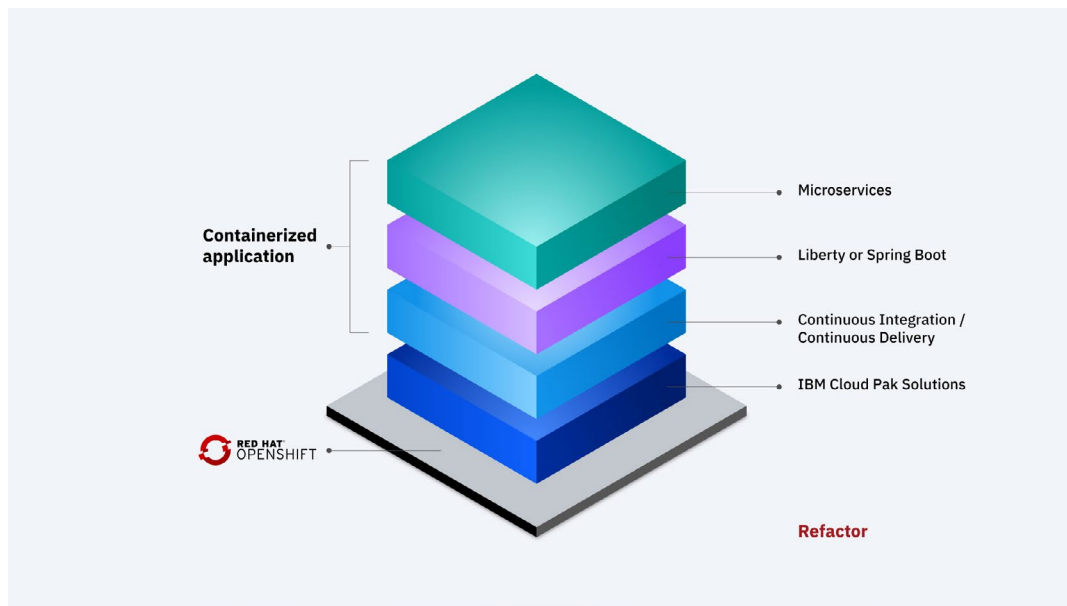 Microservices
Containerized
application
Liberty or Spring Boot
Continuous Integration /
Continuous Delivery
IBM Cloud Pak Solutions
RED HAT®
OPENSHIFT
Refactor